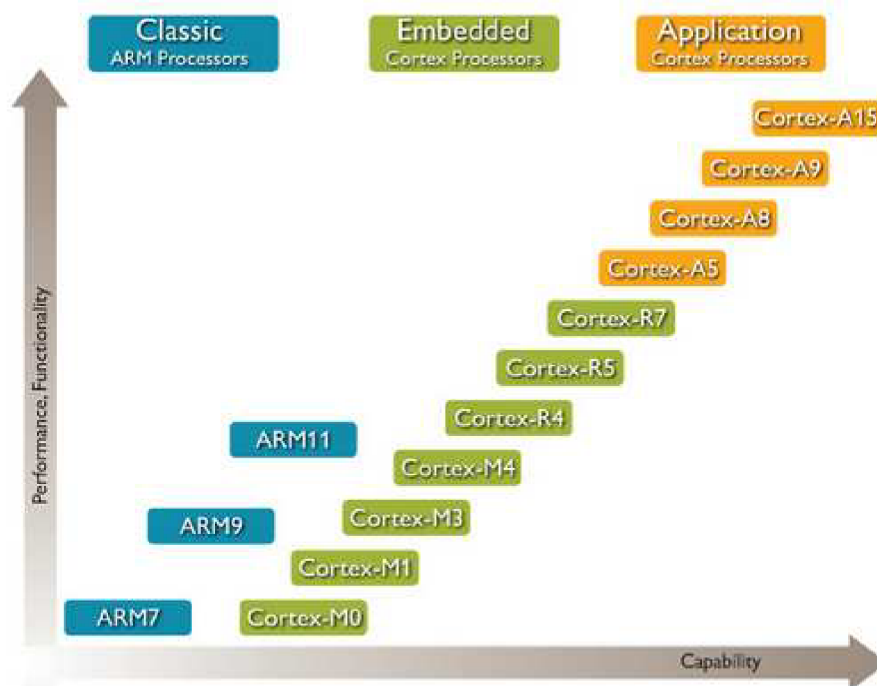 Classic
ARM Processors
Embedded
Cortex Processors
Application
Cortex Processors
Cortex-A15
Cortex-A9
Cortex-A8
Cortex-A5
Cortex-R7
Cortex-R5
Cortex-R4
ARM11
Cortex-M4
Cortex-M3
ARM9
Cortex-M1
ARM7
Cortex-M0
Performance, Functionality
Capability